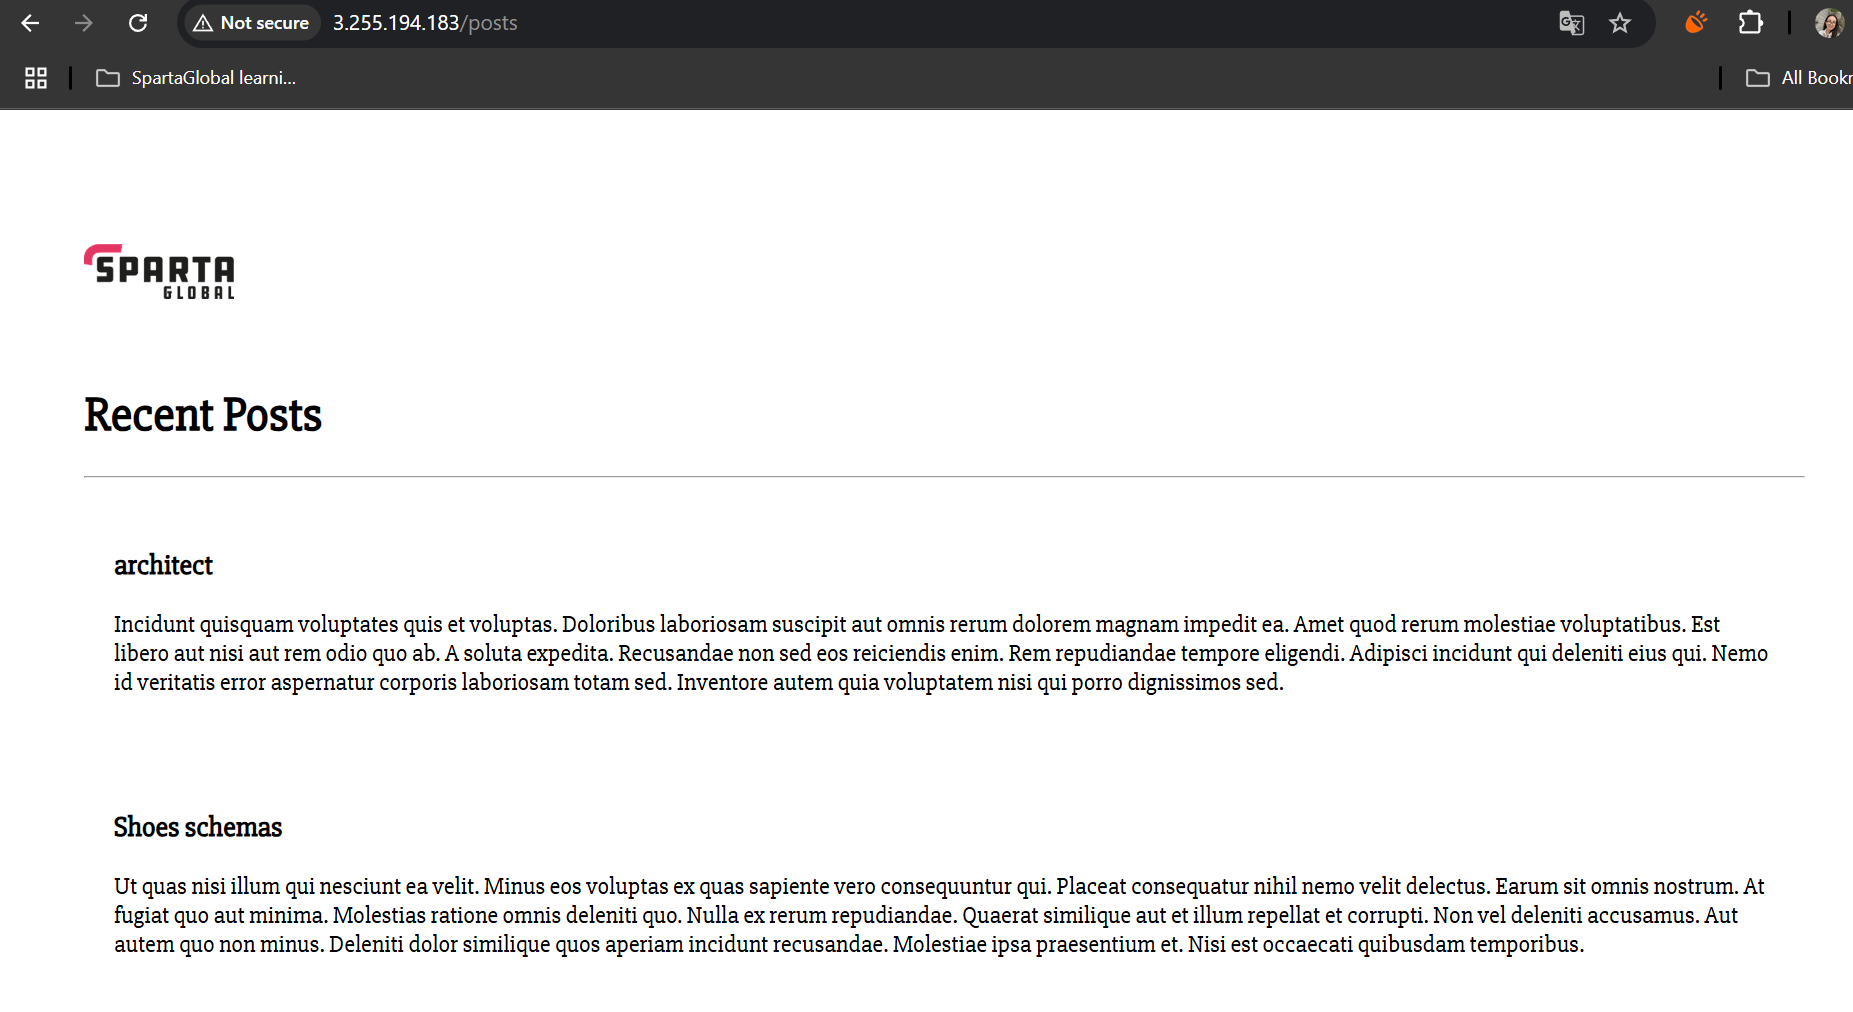 Not secure
3.255.194.183/posts
SpartaGlobal learni...
All Bookr
SPARTA
GLOBAL
Recent Posts
architect
Incidunt quisquam voluptates quis et voluptas. Doloribus laboriosam suscipit aut omnis rerum dolorem magnam impedit ea. Amet quod rerum molestiae voluptatibus. Est
libero aut nisi aut rem odio quo ab. A soluta expedita. Recusandae non sed eos reiciendis enim. Rem repudiandae tempore eligendi. Adipisci incidunt qui deleniti eius qui. Nemo
id veritatis error aspernatur corporis laboriosam totam sed. Inventore autem quia voluptatem nisi qui porro dignissimos sed.
Shoes schemas
Ut quas nisi illum qui nesciunt ea velit. Minus eos voluptas ex quas sapiente vero consequuntur qui. Placeat consequatur nihil nemo velit delectus. Earum sit omnis nostrum. At
fugiat quo aut minima. Molestias ratione omnis deleniti quo. Nulla ex rerum repudiandae. Quaerat similique aut et illum repellat et corrupti. Non vel deleniti accusamus. Aut
autem quo non minus. Deleniti dolor similique quos aperiam incidunt recusandae. Molestiae ipsa praesentium et. Nisi est occaecati quibusdam temporibus.